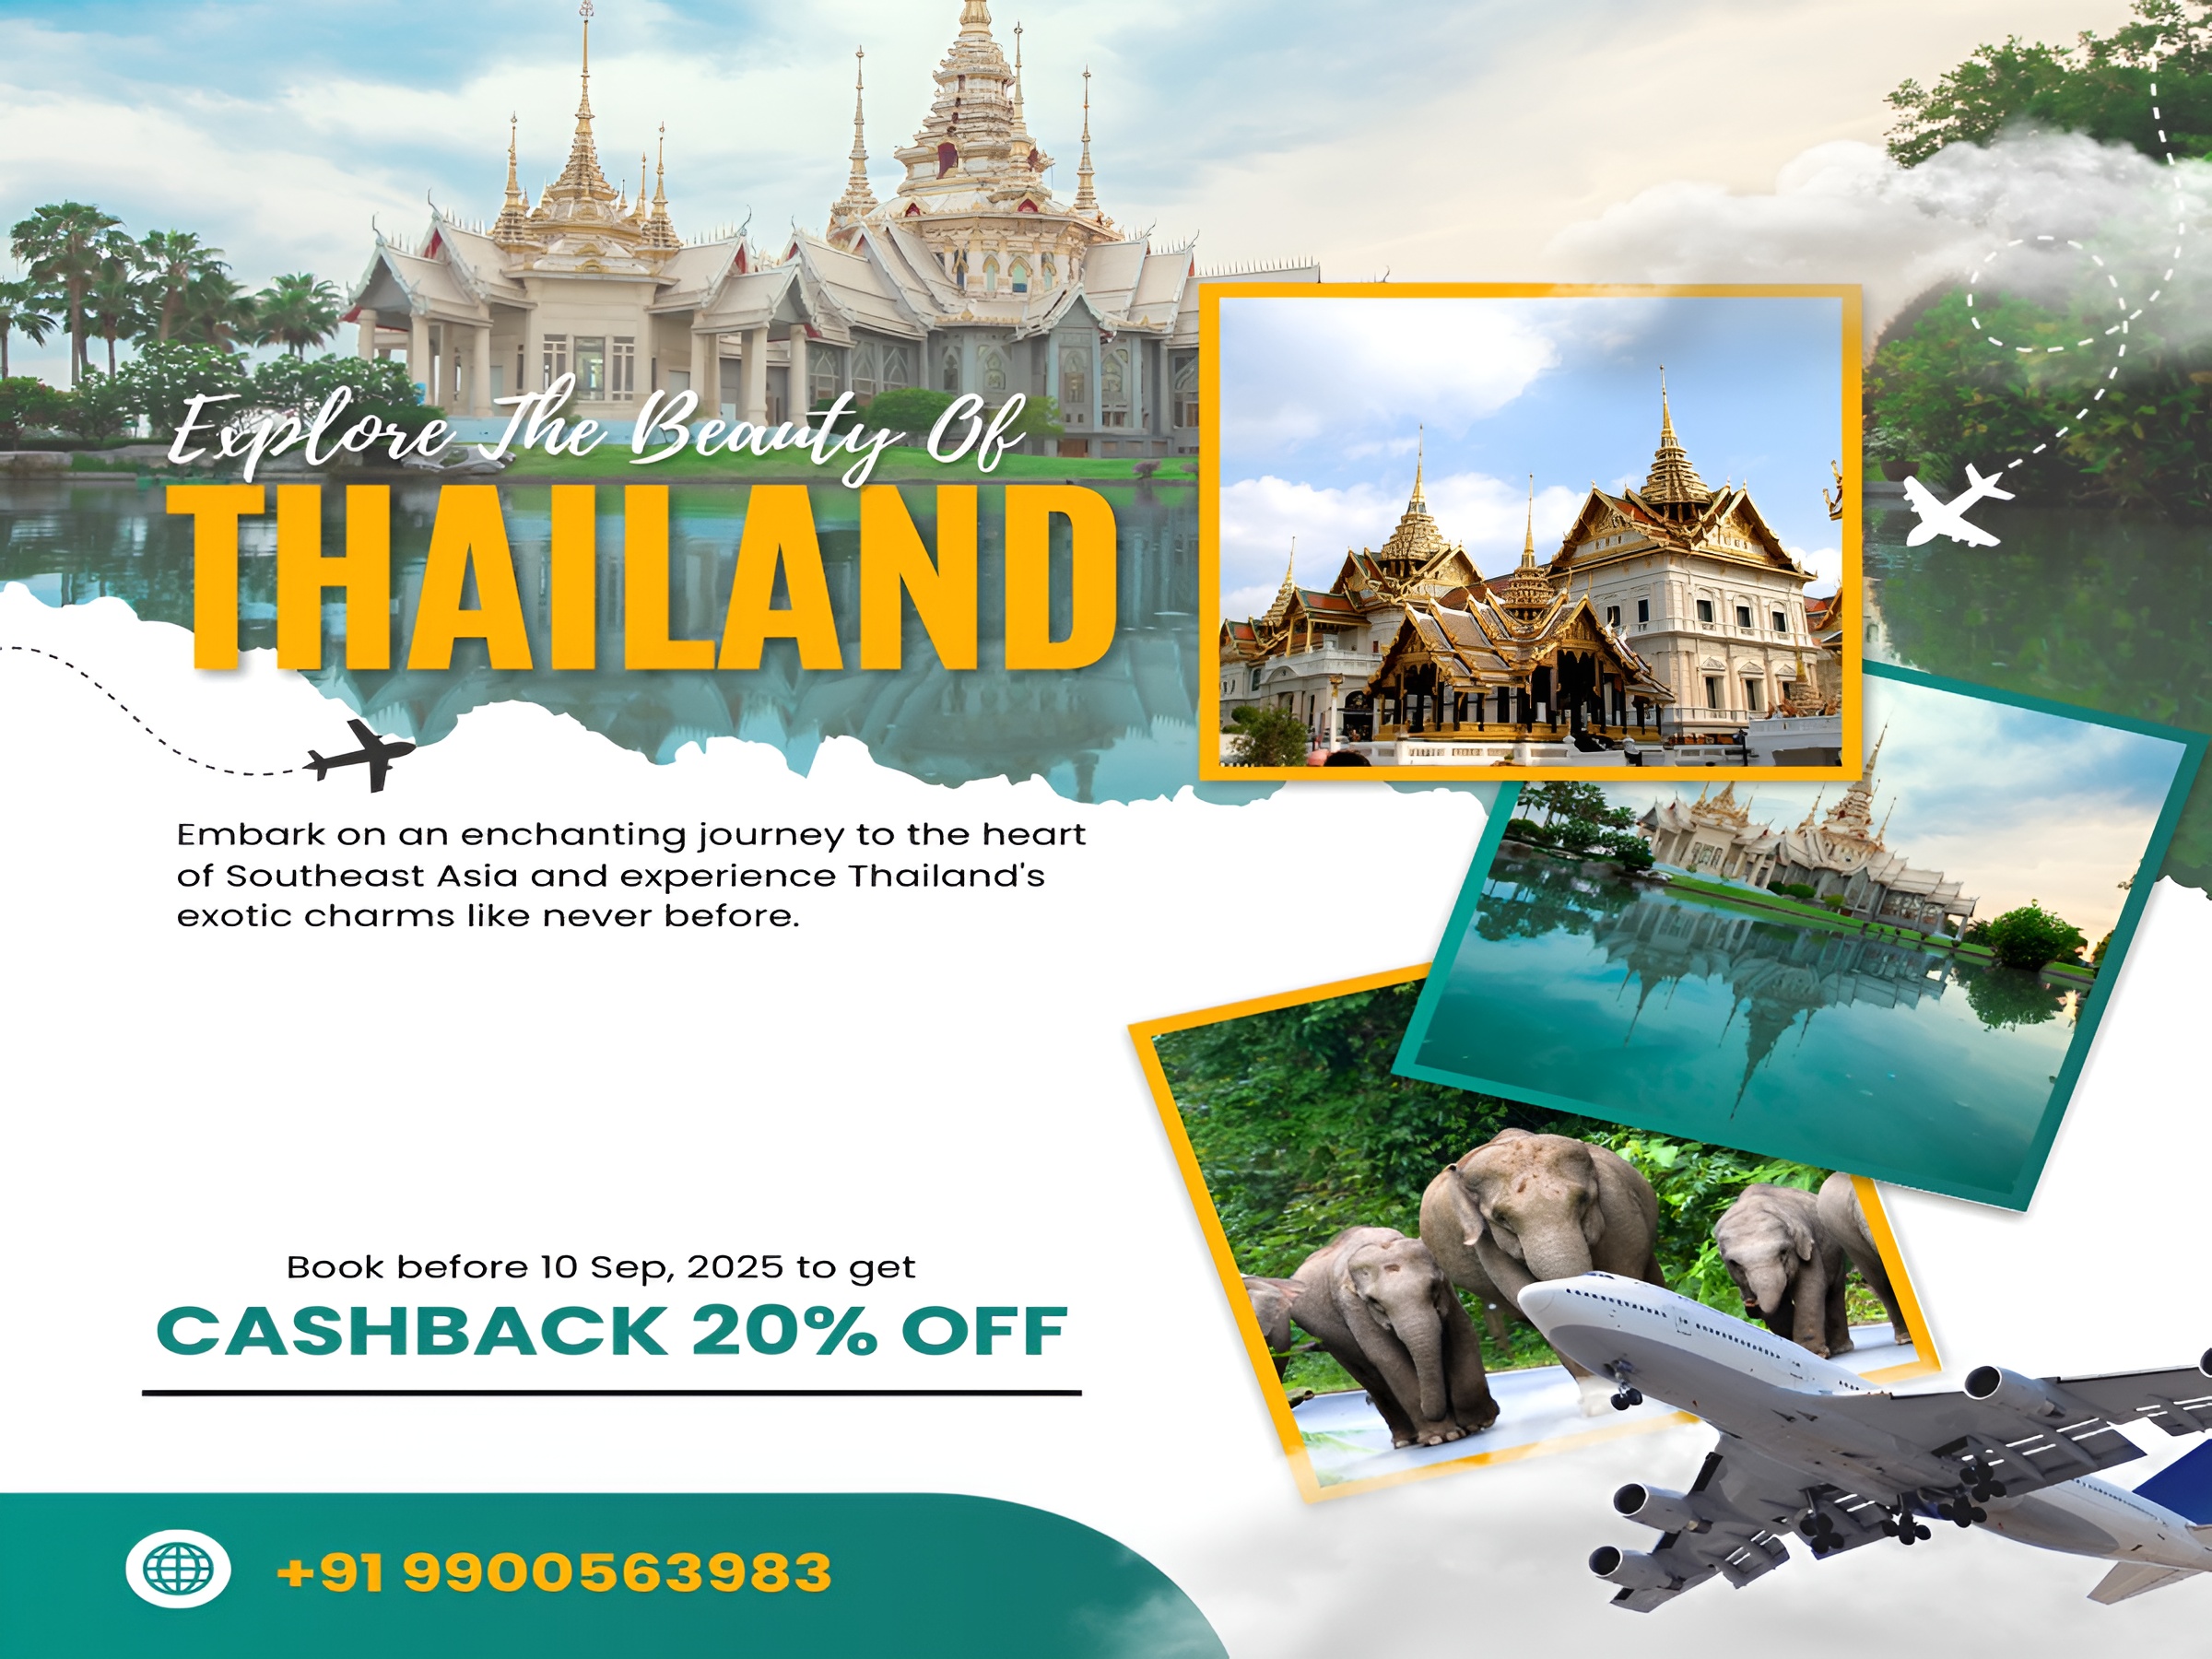 Explore The Beauty Of
THAILAND
Embark on an enchanting journey to the heart
of Southeast Asia and experience Thailand's
exotic charms like never before.
Book before 10 Sep, 2025 to get
CASHBACK 20% OFF
+91 9900563983